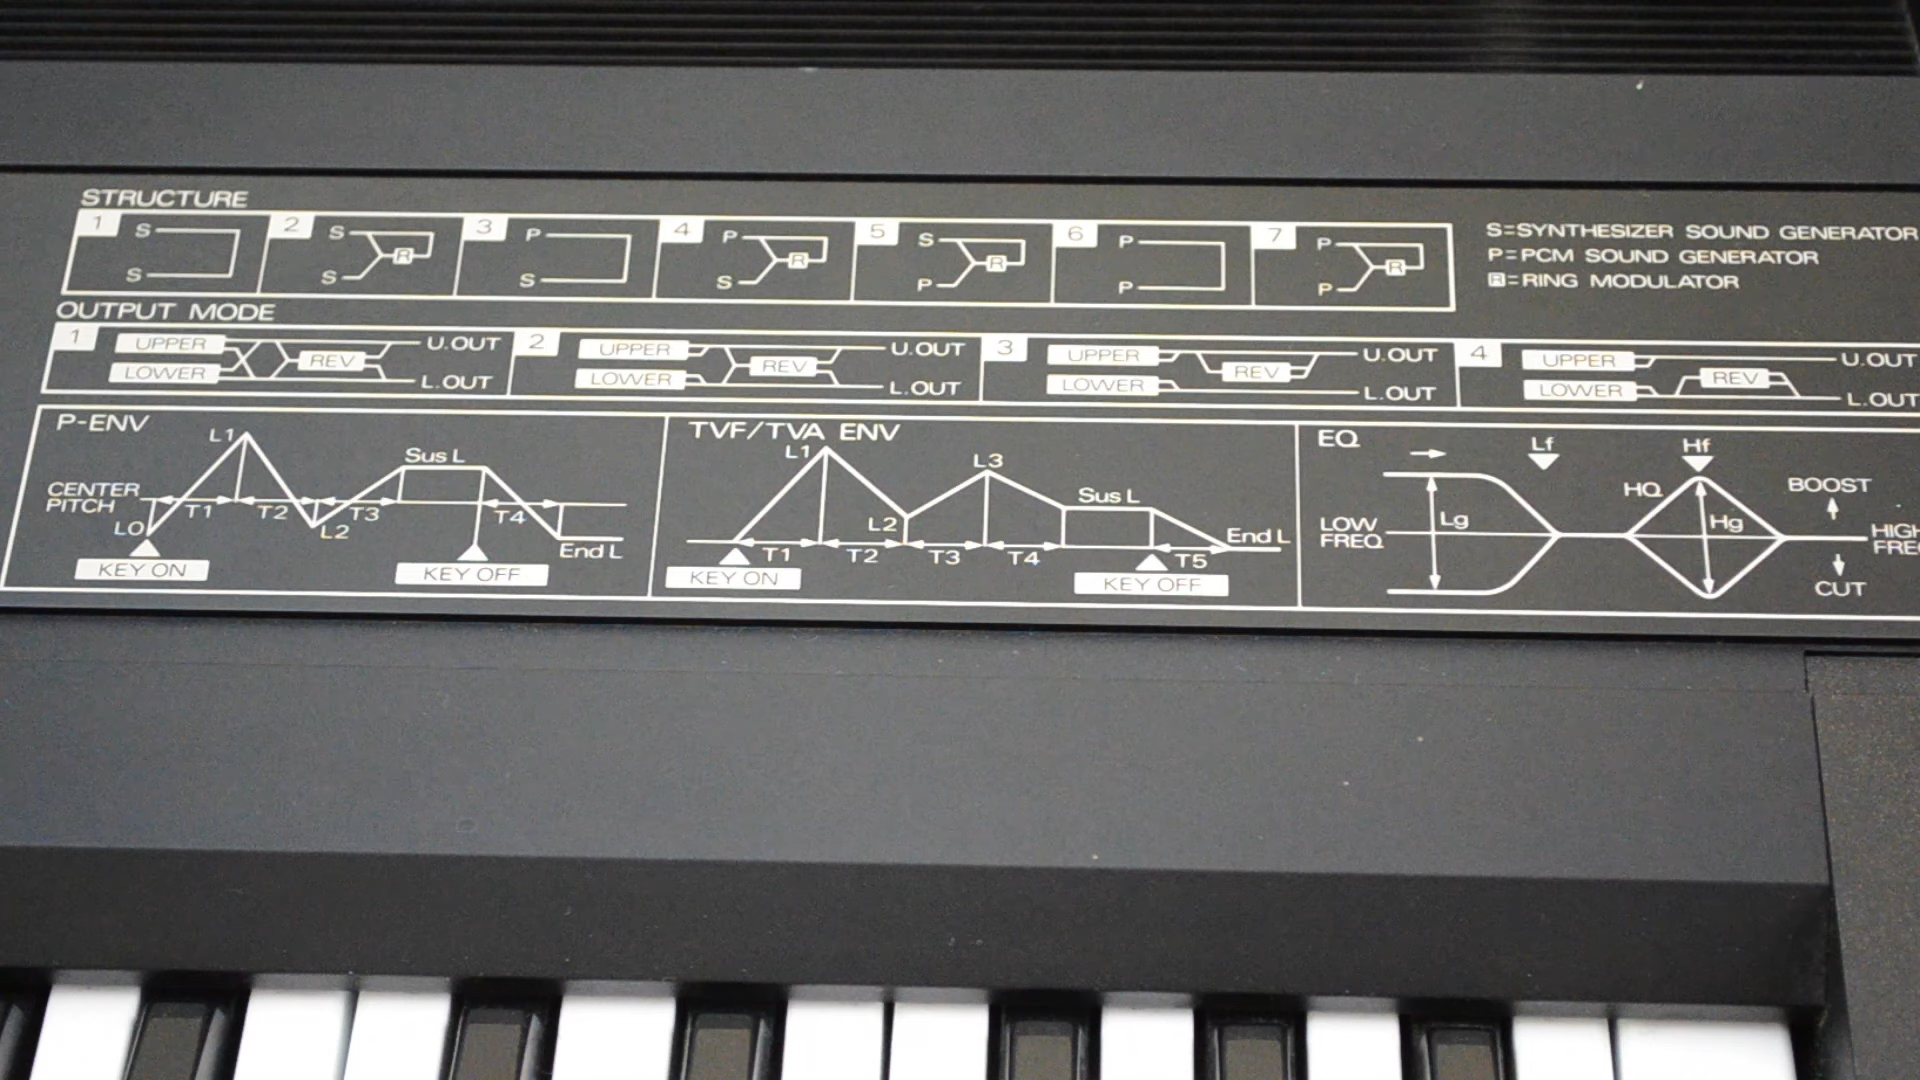 STRUCTURE
1 S S
2 S S R
3 P S
4 P S R
5 S P R
6 P P
7 P P R
S=SYNTHESIZER SOUND GENERATOR
P=PCM SOUND GENERATOR
R=RING MODULATOR
OUTPUT MODE
1 UPPER LOWER REV U.OUT L.OUT
2 UPPER LOWER REV U.OUT L.OUT
3 UPPER LOWER REV U.OUT L.OUT
4 UPPER LOWER REV U.OUT L.OUT
P-ENV
L1
Sus L
CENTER
PITCH
T1 T2 T3 T4
L0 L2
End L
KEY ON KEY OFF
TVF/TVA ENV
L1 L3
Sus L
L2
End L
T1 T2 T3 T4 T5
KEY ON KEY OFF
EQ
Lf Hf
HQ BOOST
LOW
FREQ
Lg Hg
HIGH
FREQ
CUT